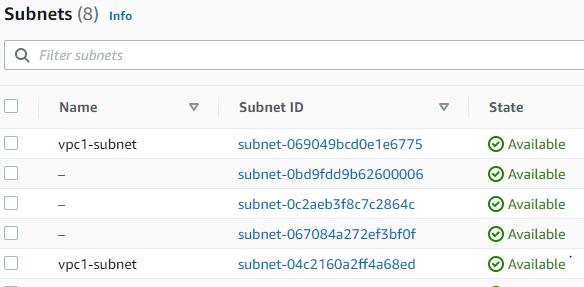 Subnets (8) Info
Filter subnets
Name Subnet ID State
vpc1-subnet subnet-069049bcd0e1e6775 Available
– subnet-0bd9fdd9b62600006 Available
– subnet-0c2aeb3f8c7c2864c Available
– subnet-067084a272ef3bf0f Available
vpc1-subnet subnet-04c2160a2ff4a68ed Available